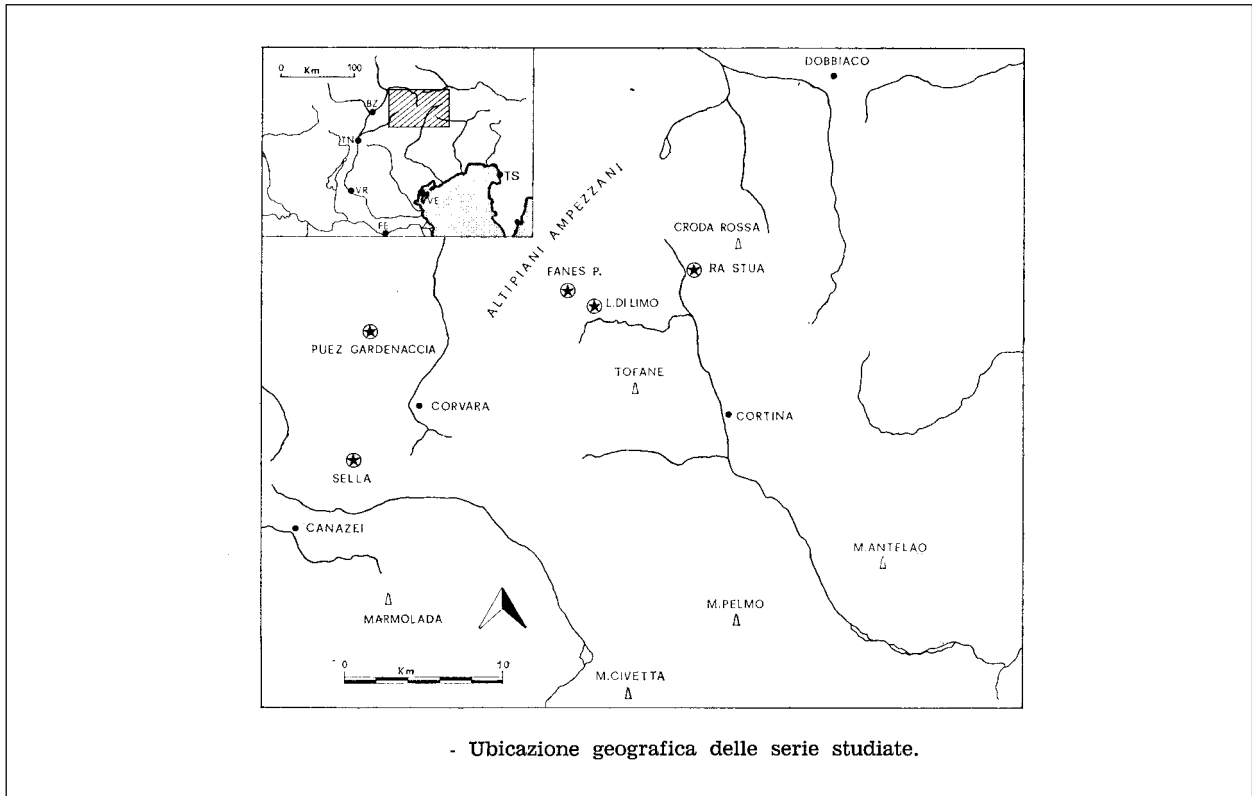 0 Km 100
BZ
TN
VR
VE
TS
FE
DOBBIACO
ALTIPIANI AMPEZZANI
CRODA ROSSA
RA STUA
FANES P.
L. DI LIMO
PUEZ GARDENACCIA
TOFANE
CORVARA
CORTINA
SELLA
CANAZEI
M. ANTELAO
MARMOLADA
M. PELMO
0 Km 10
M. CIVETTA
- Ubicazione geografica delle serie studiate.